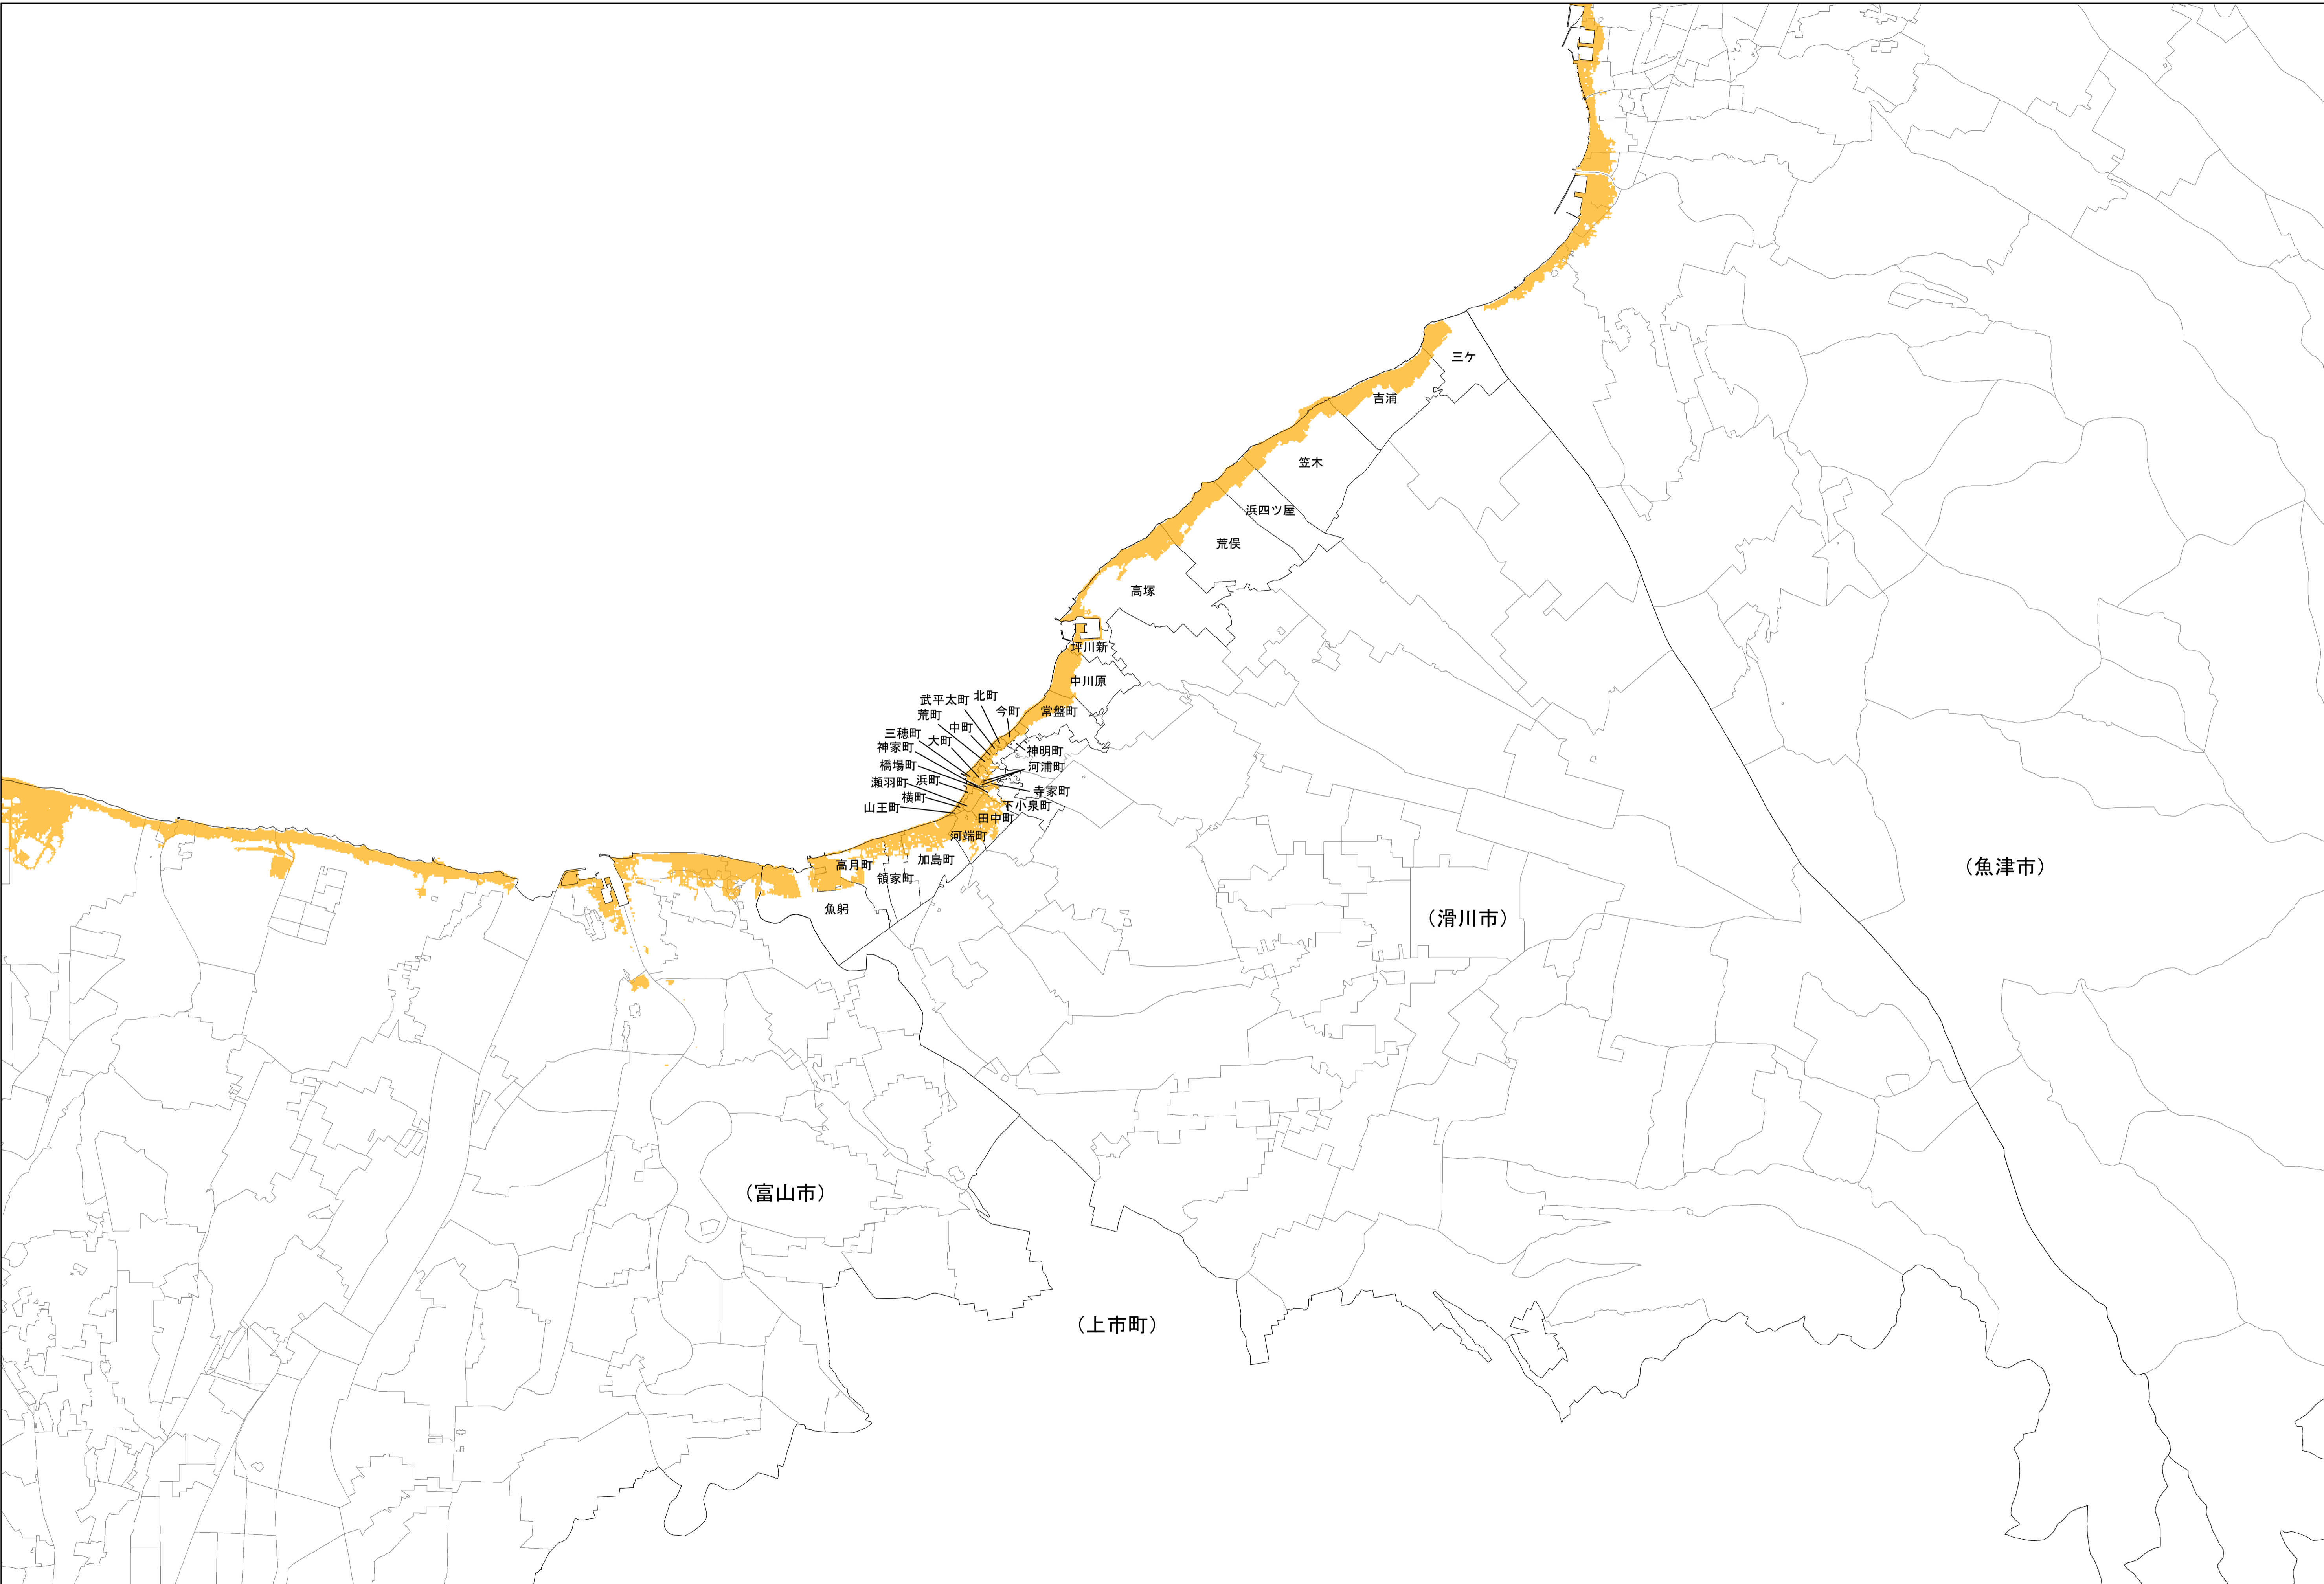 三ケ
吉浦
笠木
浜四ツ屋
荒俣
高塚
坪川新
中川原
北町
武平太町
今町
常盤町
荒町
中町
三穂町
大町
神家町
神明町
橋場町
河浦町
瀬羽町
浜町
寺家町
横町
山王町
下小泉町
田中町
河端町
加島町
高月町
領家町
魚躬
（魚津市）
（滑川市）
（富山市）
（上市町）